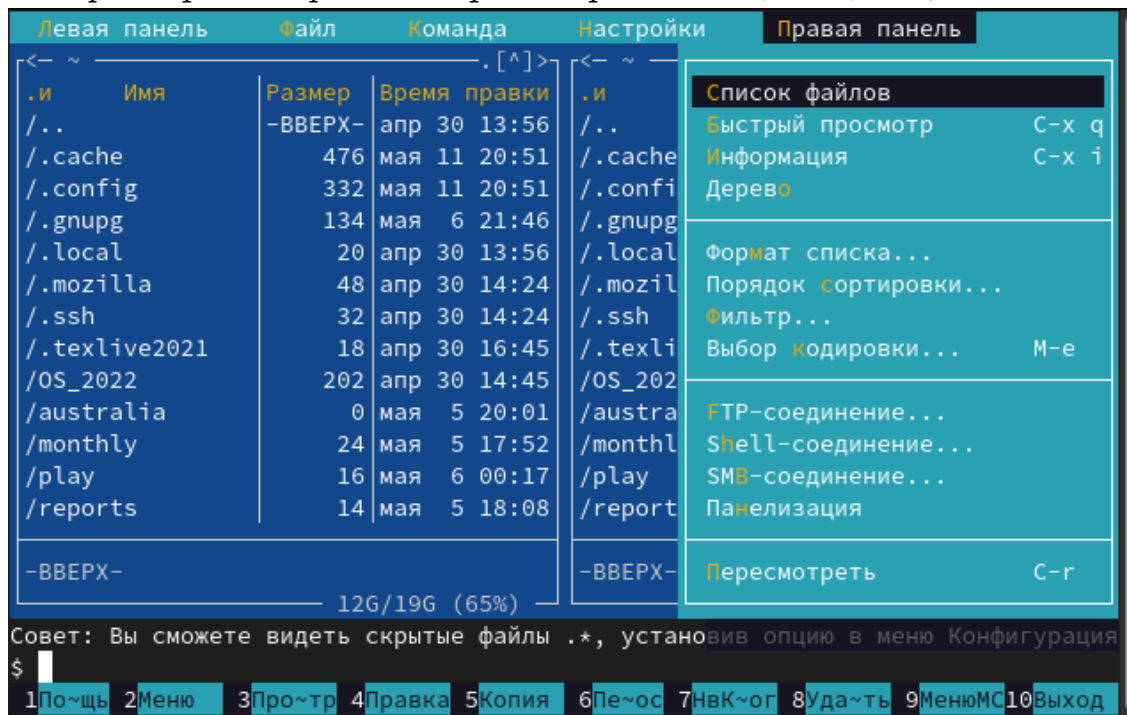 Левая панель Файл Команда Настройки Правая панель
<— ~ .[^]> <— ~
.и Имя Размер Время правки .и Список файлов
/.. -ВВЕРХ- апр 30 13:56 /.. Быстрый просмотр C-x q
/.cache 476 мая 11 20:51 /.cache Информация C-x i
/.config 332 мая 11 20:51 /.confi Дерево
/.gnupg 134 мая 6 21:46 /.gnupg
/.local 20 апр 30 13:56 /.local Формат списка...
/.mozilla 48 апр 30 14:24 /.mozil Порядок сортировки...
/.ssh 32 апр 30 14:24 /.ssh Фильтр...
/.texlive2021 18 апр 30 16:45 /.texli Выбор кодировки... M-e
/OS_2022 202 апр 30 14:45 /OS_202
/australia 0 мая 5 20:01 /austra FTP-соединение...
/monthly 24 мая 5 17:52 /monthl Shell-соединение...
/play 16 мая 6 00:17 /play SMB-соединение...
/reports 14 мая 5 18:08 /report Панелизация
-ВВЕРХ- -ВВЕРХ- Пересмотреть C-r
12G/19G (65%)
Совет: Вы сможете видеть скрытые файлы .*, установив опцию в меню Конфигурация
$
1По~щь 2Меню 3Про~тр 4Правка 5Копия 6Пе~ос 7НвК~ог 8Уда~ть 9МенюMC 10Выход